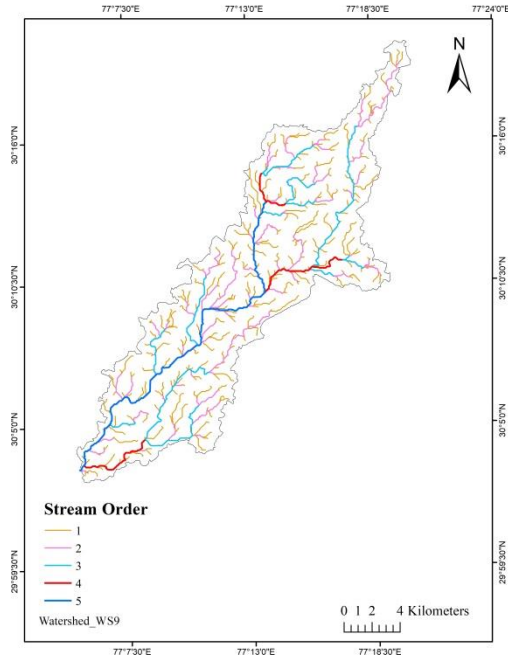 77°7'30"E 77°13'0"E 77°18'30"E 77°24'0"E
N
30°16'0"N 30°16'0"N
30°10'30"N 30°10'30"N
30°5'0"N 30°5'0"N
Stream Order
1
2
3
4
5
29°59'30"N 29°59'30"N
Watershed_WS9
0 1 2 4 Kilometers
77°7'30"E 77°13'0"E 77°18'30"E